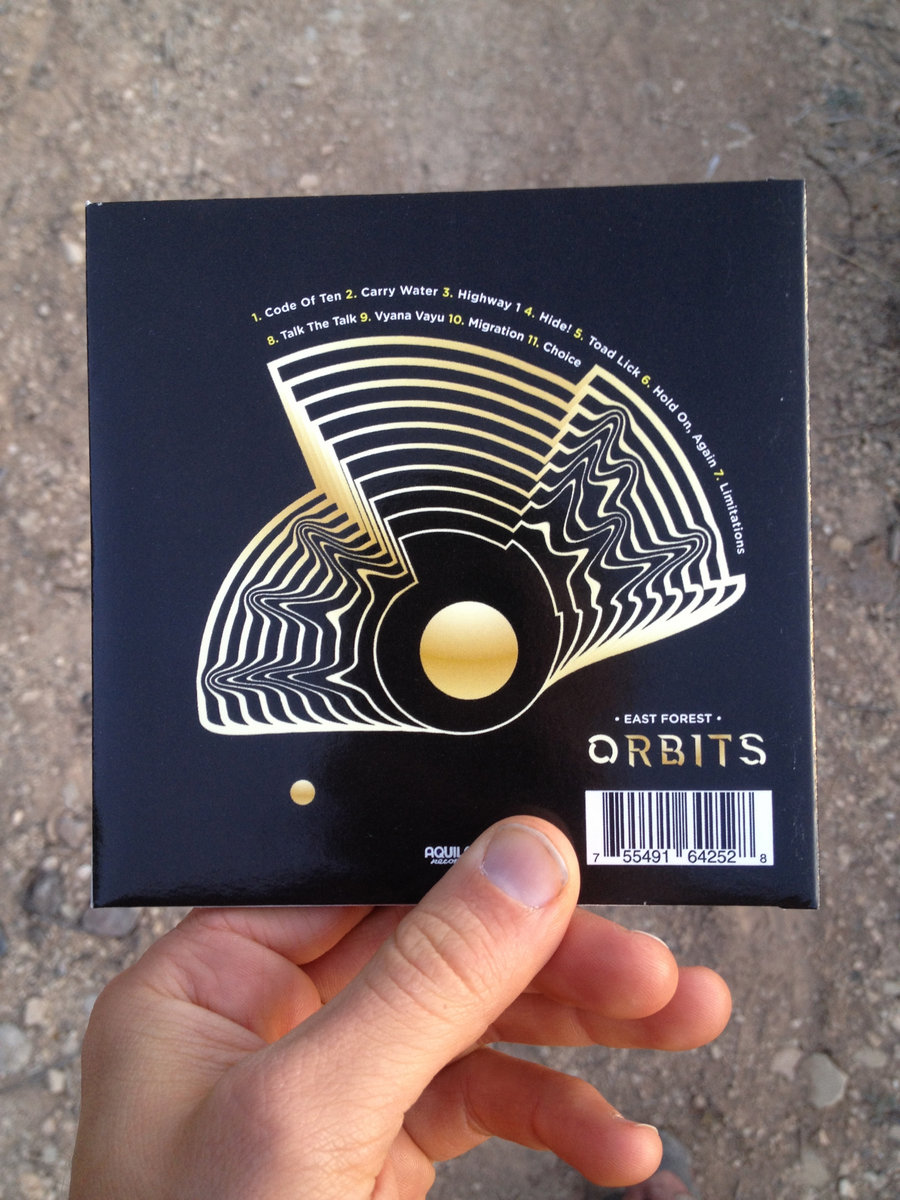 1. Code Of Ten 2. Carry Water 3. Highway 1 4. Hide! 5. Toad Lick 6. Hold On, Again 7. Limitations
8. Talk The Talk 9. Vyana Vayu 10. Migration 11. Choice
• EAST FOREST •
ORBITS
7 55491 64252 8